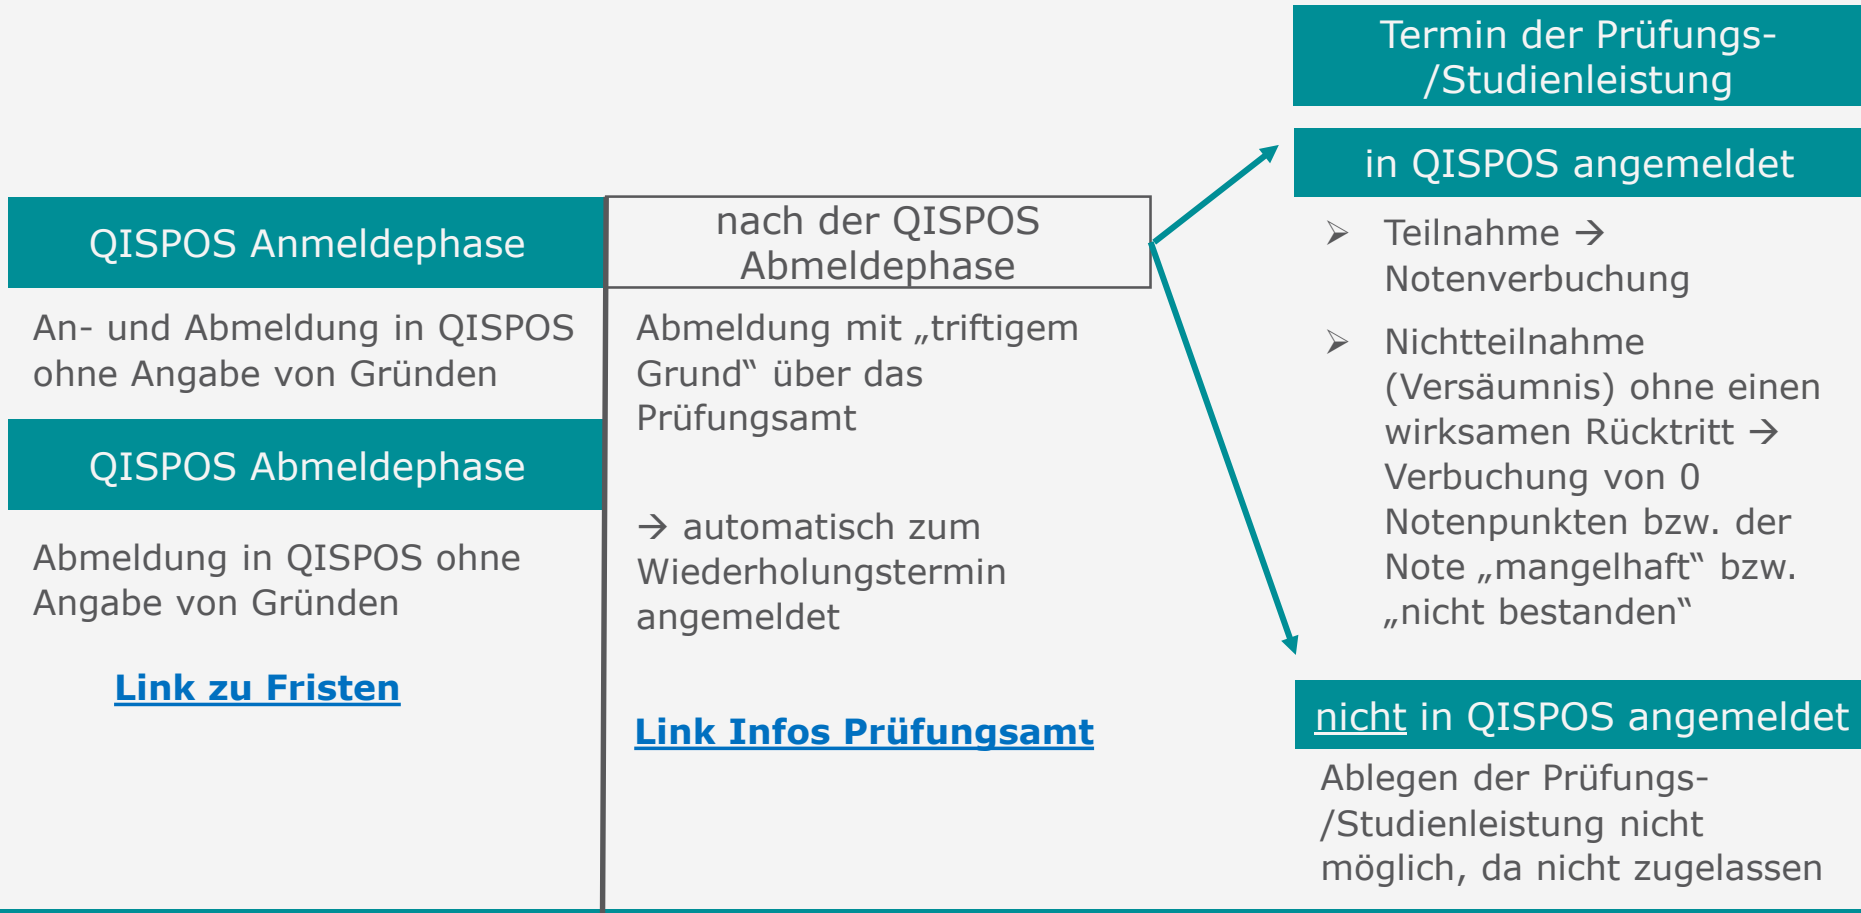 QISPOS Anmeldephase
An- und Abmeldung in QISPOS
ohne Angabe von Gründen
QISPOS Abmeldephase
Abmeldung in QISPOS ohne
Angabe von Gründen
Link zu Fristen
nach der QISPOS
Abmeldephase
Abmeldung mit „triftigem
Grund“ über das
Prüfungsamt
→ automatisch zum
Wiederholungstermin
angemeldet
Link Infos Prüfungsamt
Termin der Prüfungs-
/Studienleistung
in QISPOS angemeldet
➢ Teilnahme →
Notenverbuchung
➢ Nichtteilnahme
(Versäumnis) ohne einen
wirksamen Rücktritt →
Verbuchung von 0
Notenpunkten bzw. der
Note „mangelhaft“ bzw.
„nicht bestanden“
nicht in QISPOS angemeldet
Ablegen der Prüfungs-
/Studienleistung nicht
möglich, da nicht zugelassen